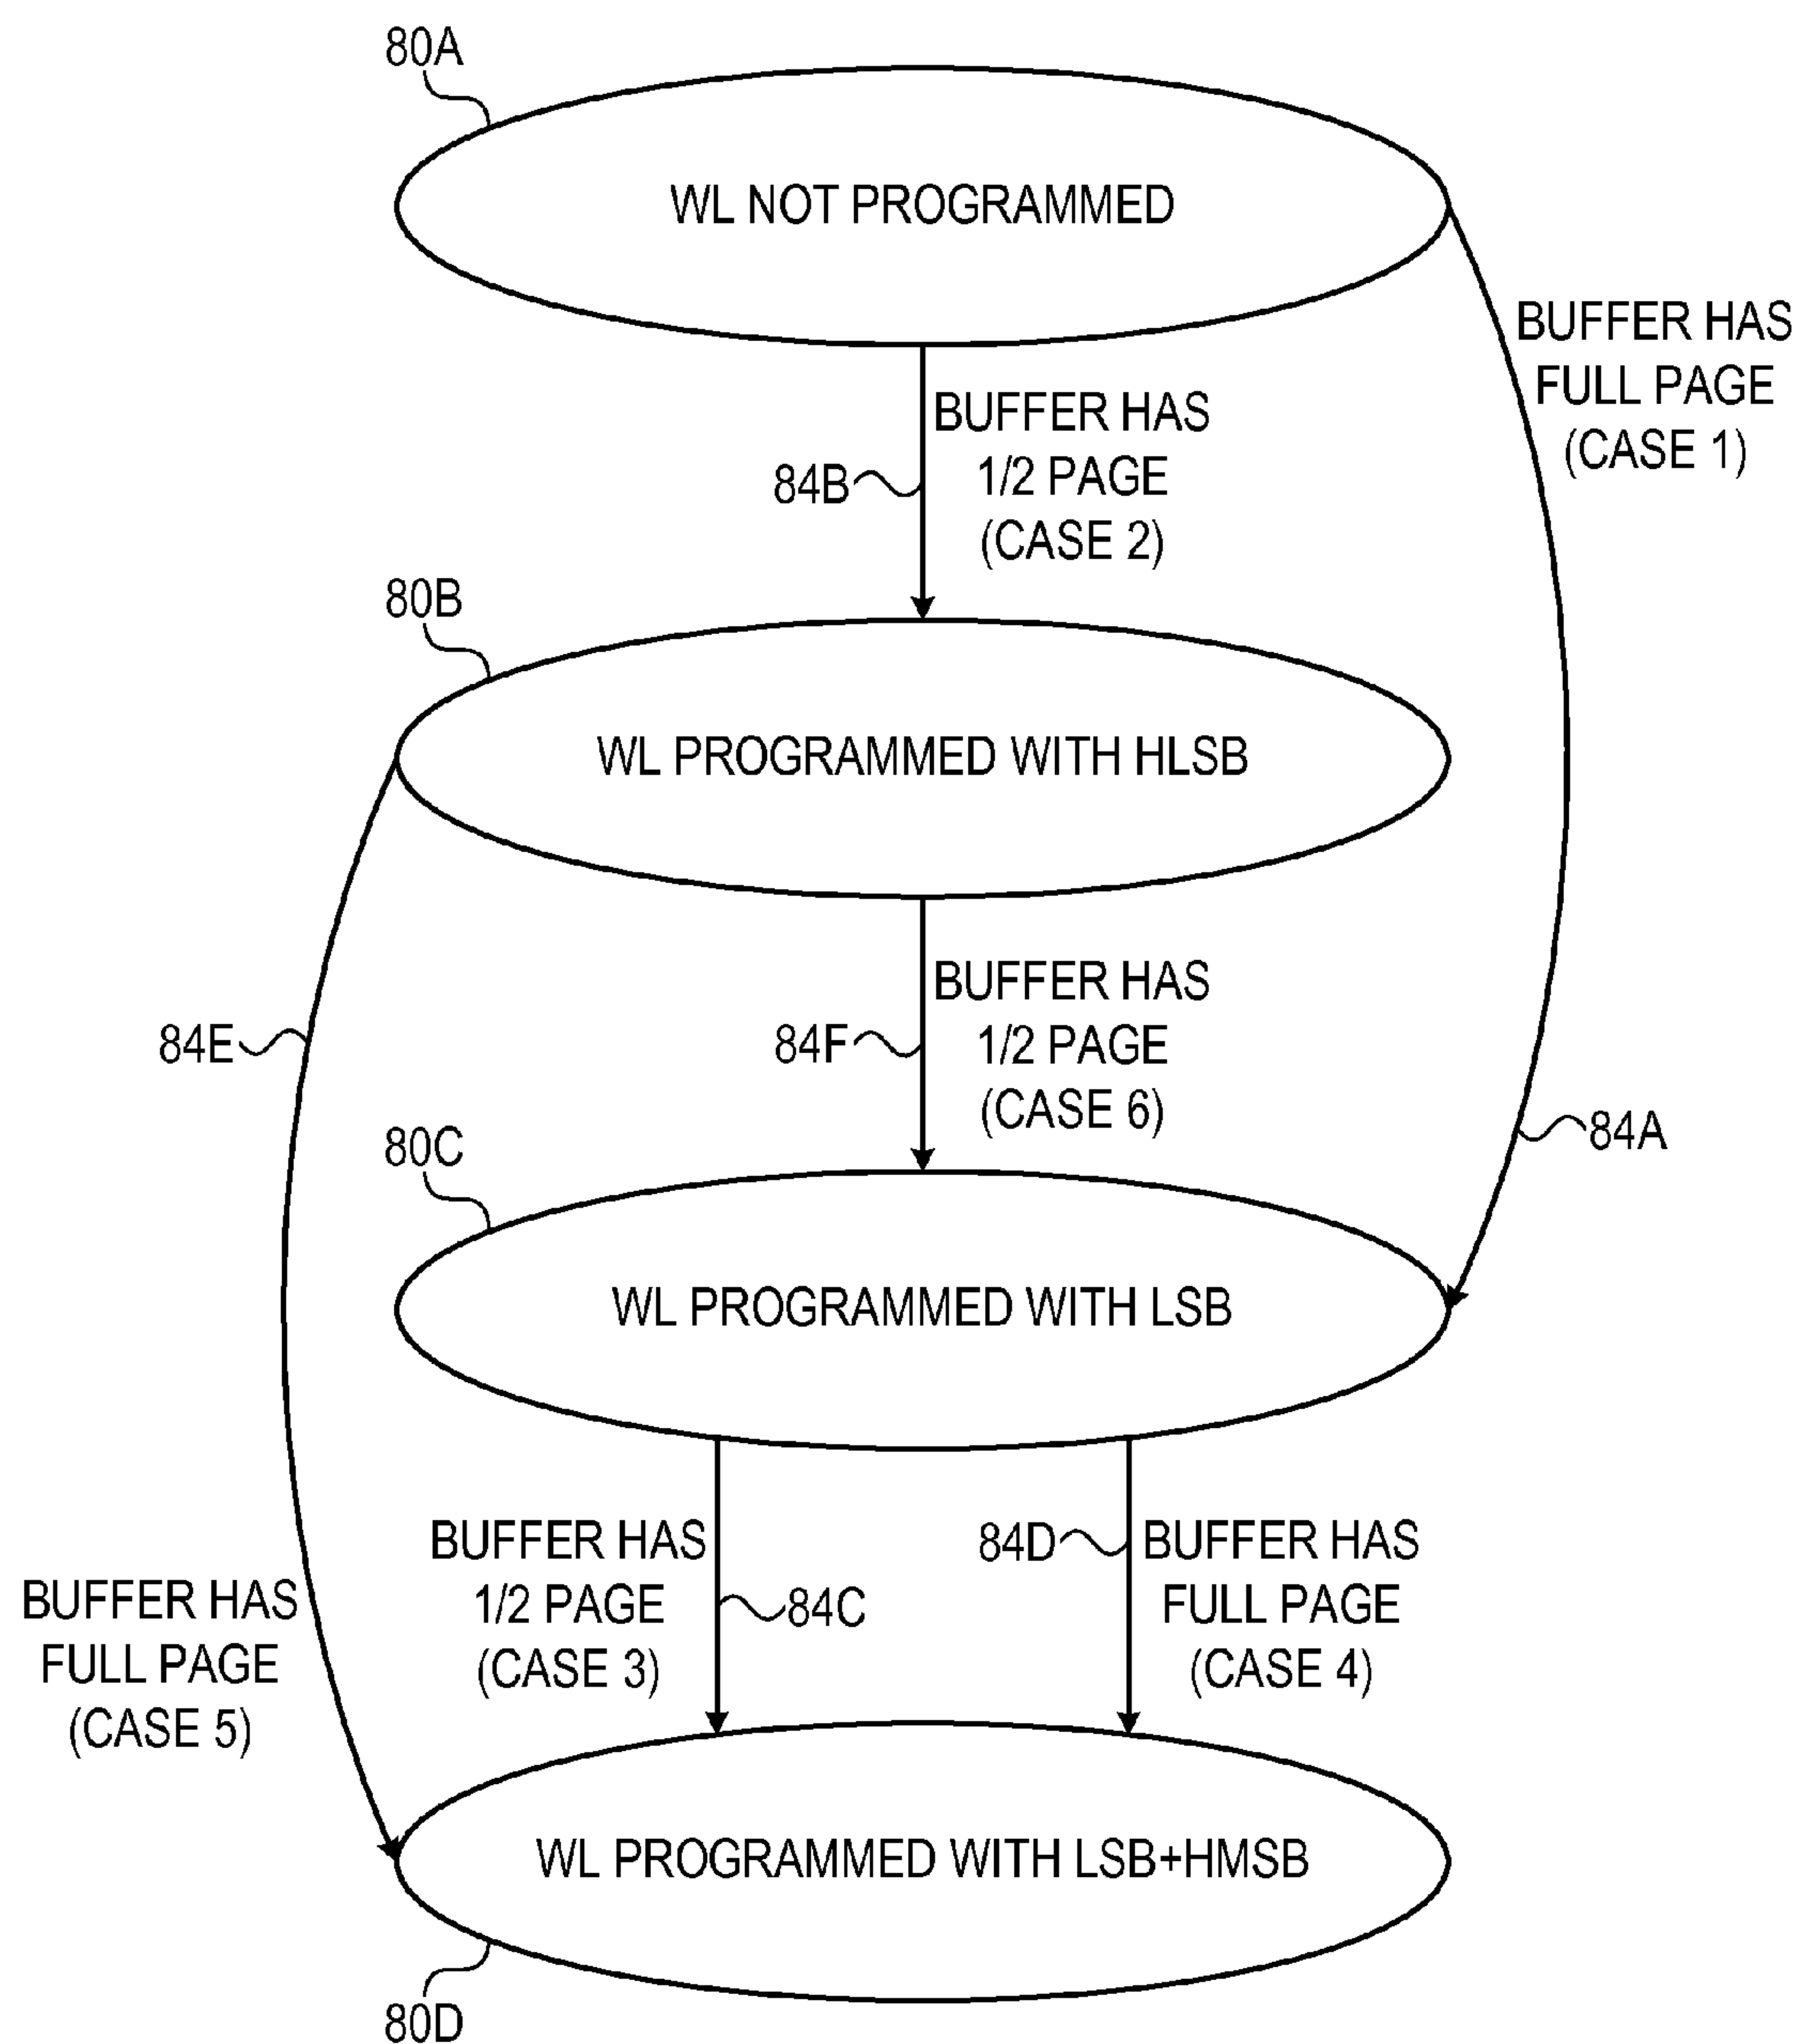 80A
WL NOT PROGRAMMED
BUFFER HAS
FULL PAGE
(CASE 1)
BUFFER HAS
1/2 PAGE
(CASE 2)
84B
80B
WL PROGRAMMED WITH HLSB
BUFFER HAS
1/2 PAGE
(CASE 6)
84E
84F
84A
80C
WL PROGRAMMED WITH LSB
BUFFER HAS
1/2 PAGE
(CASE 3)
84C
84D
BUFFER HAS
FULL PAGE
(CASE 4)
BUFFER HAS
FULL PAGE
(CASE 5)
WL PROGRAMMED WITH LSB+HMSB
80D